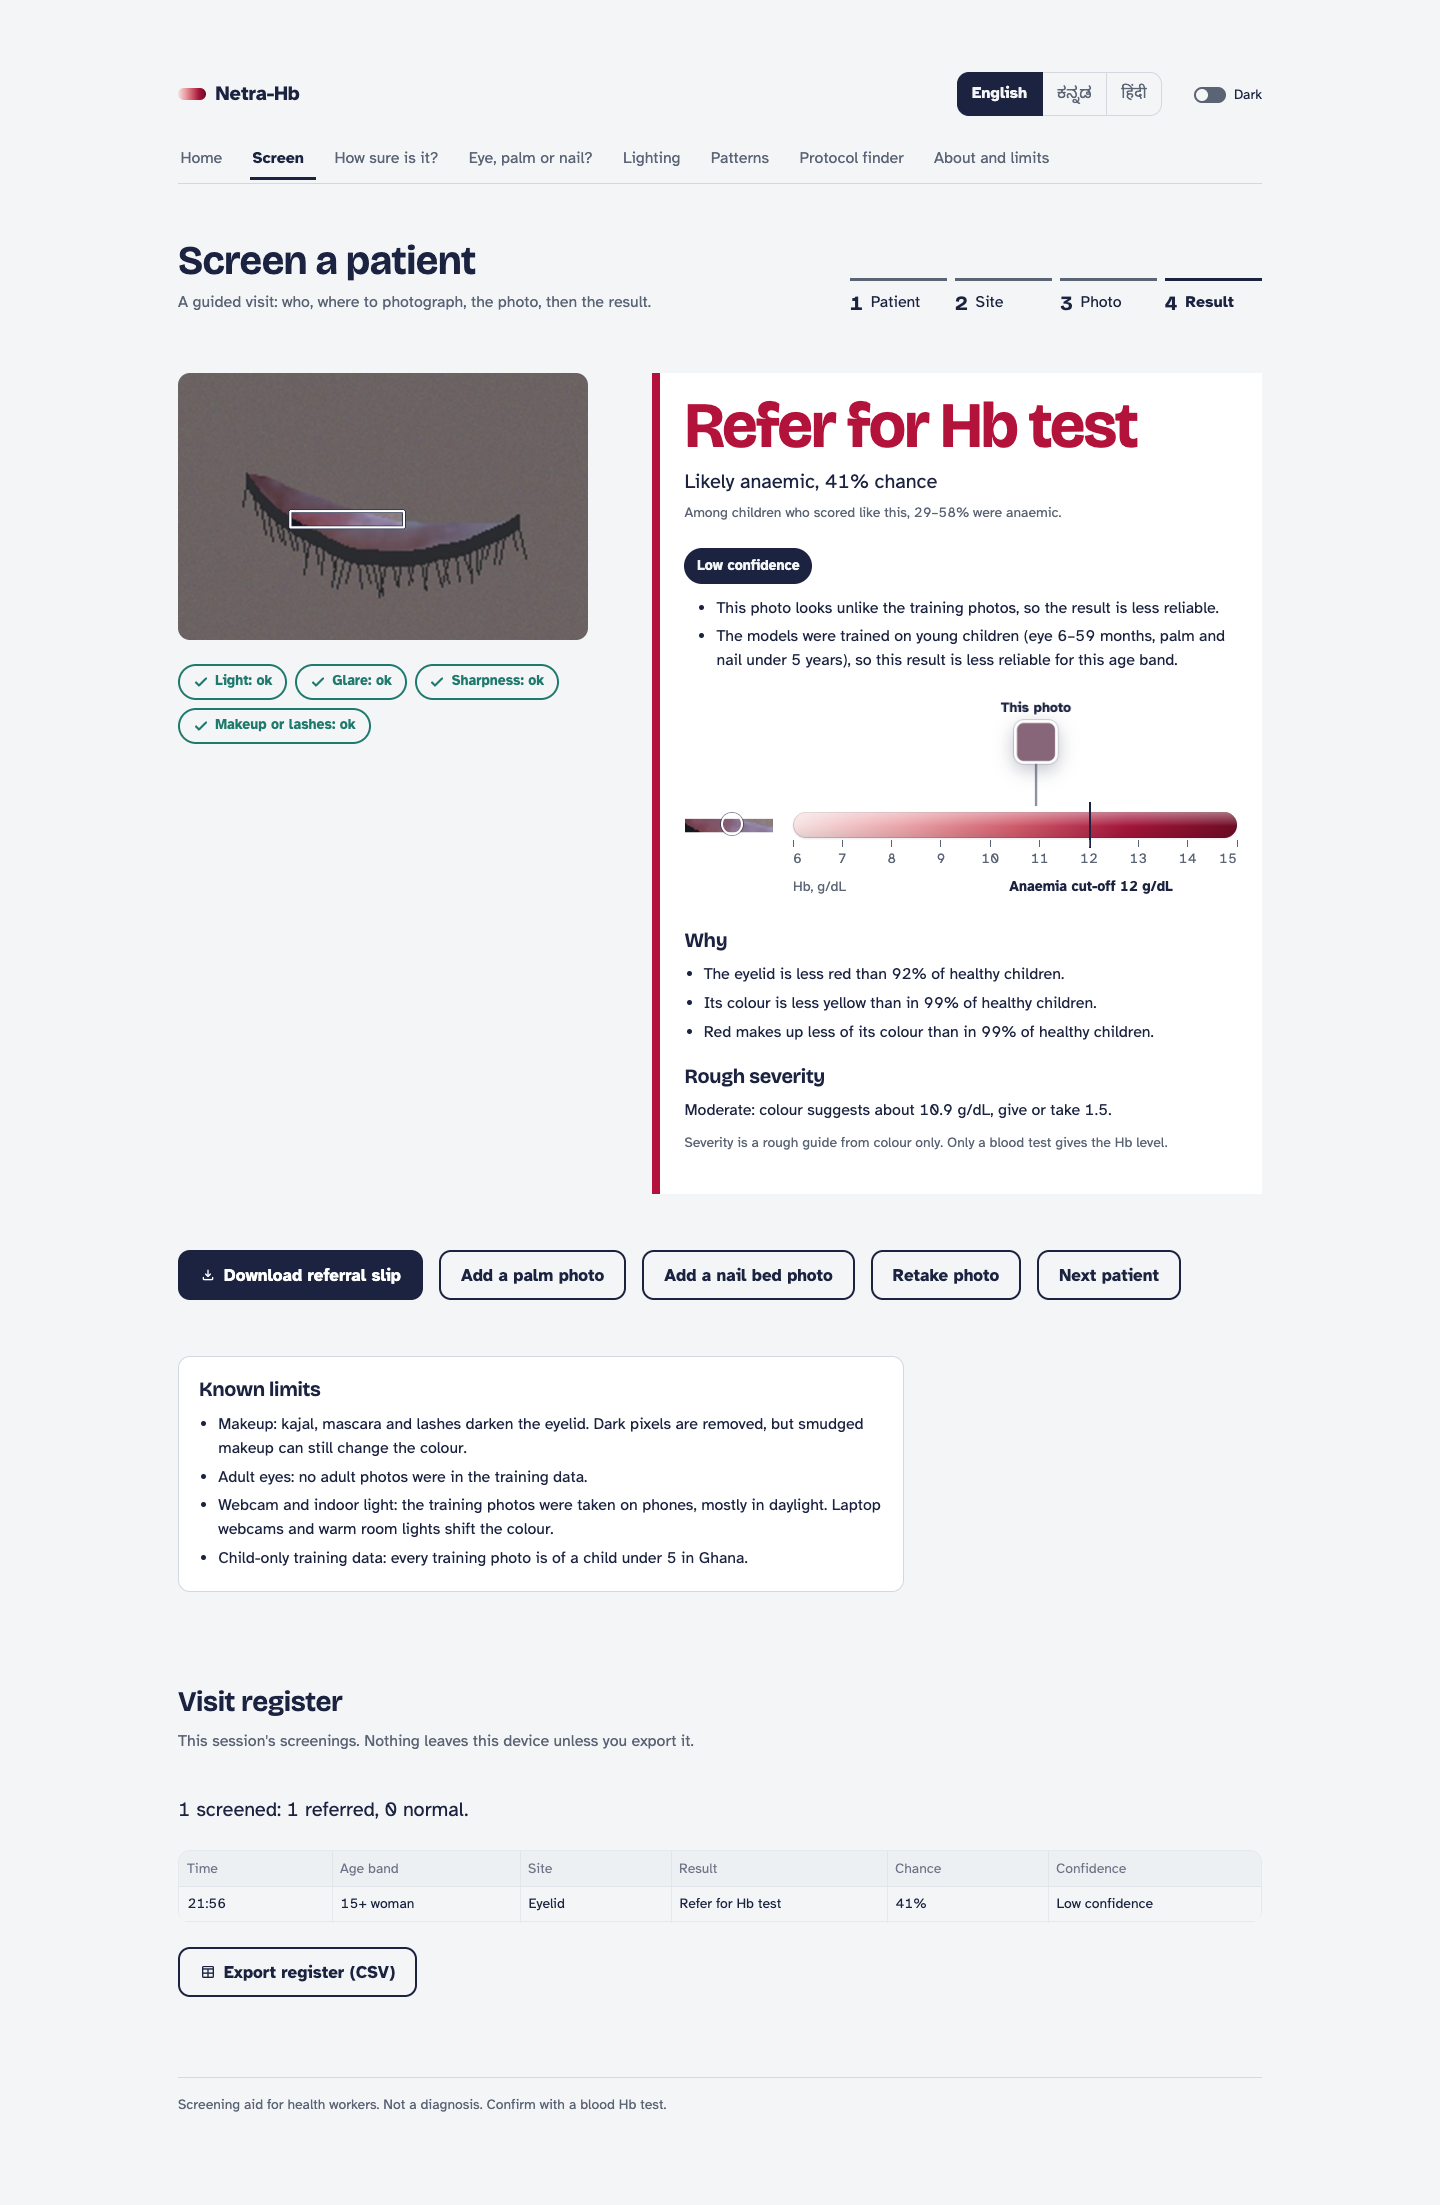 Netra-Hb
English ಕನ್ನಡ हिंदी Dark
Home Screen How sure is it? Eye, palm or nail? Lighting Patterns Protocol finder About and limits
Screen a patient
A guided visit: who, where to photograph, the photo, then the result.
1 Patient 2 Site 3 Photo 4 Result
Light: ok Glare: ok Sharpness: ok
Makeup or lashes: ok
Refer for Hb test
Likely anaemic, 41% chance
Among children who scored like this, 29–58% were anaemic.
Low confidence
• This photo looks unlike the training photos, so the result is less reliable.
• The models were trained on young children (eye 6–59 months, palm and
nail under 5 years), so this result is less reliable for this age band.
This photo
6 7 8 9 10 11 12 13 14 15
Hb, g/dL Anaemia cut-off 12 g/dL
Why
• The eyelid is less red than 92% of healthy children.
• Its colour is less yellow than in 99% of healthy children.
• Red makes up less of its colour than in 99% of healthy children.
Rough severity
Moderate: colour suggests about 10.9 g/dL, give or take 1.5.
Severity is a rough guide from colour only. Only a blood test gives the Hb level.
Download referral slip Add a palm photo Add a nail bed photo Retake photo Next patient
Known limits
• Makeup: kajal, mascara and lashes darken the eyelid. Dark pixels are removed, but smudged
makeup can still change the colour.
• Adult eyes: no adult photos were in the training data.
• Webcam and indoor light: the training photos were taken on phones, mostly in daylight. Laptop
webcams and warm room lights shift the colour.
• Child-only training data: every training photo is of a child under 5 in Ghana.
Visit register
This session's screenings. Nothing leaves this device unless you export it.
1 screened: 1 referred, 0 normal.
Time Age band Site Result Chance Confidence
21:56 15+ woman Eyelid Refer for Hb test 41% Low confidence
Export register (CSV)
Screening aid for health workers. Not a diagnosis. Confirm with a blood Hb test.